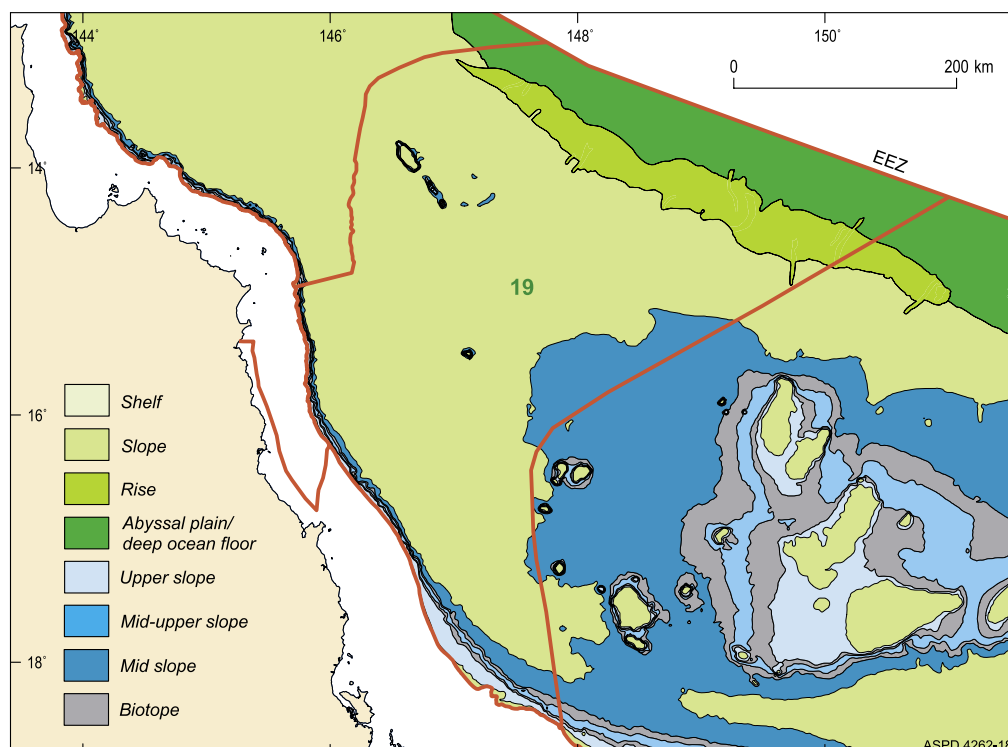 144°
146°
148°
150°
0
200 km
EEZ
14°
19
16°
18°
Shelf
Slope
Rise
Abyssal plain/
deep ocean floor
Upper slope
Mid-upper slope
Mid slope
Biotope